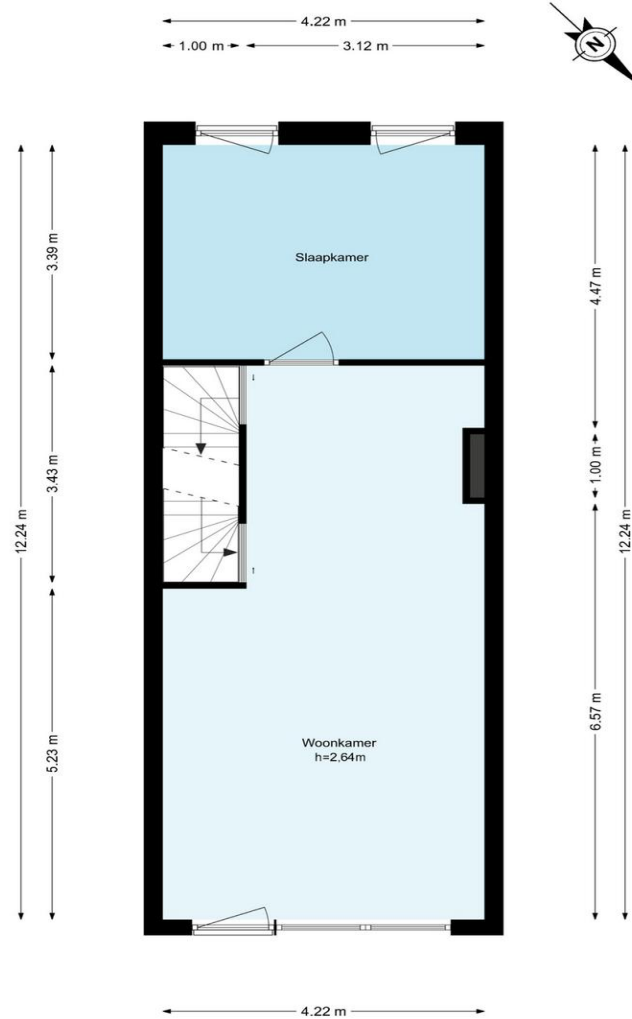 4.22 m
1.00 m
3.12 m
N
3.39 m
3.43 m
5.23 m
12.24 m
Slaapkamer
Woonkamer
h=2,64m
4.47 m
1.00 m
6.57 m
12.24 m
4.22 m